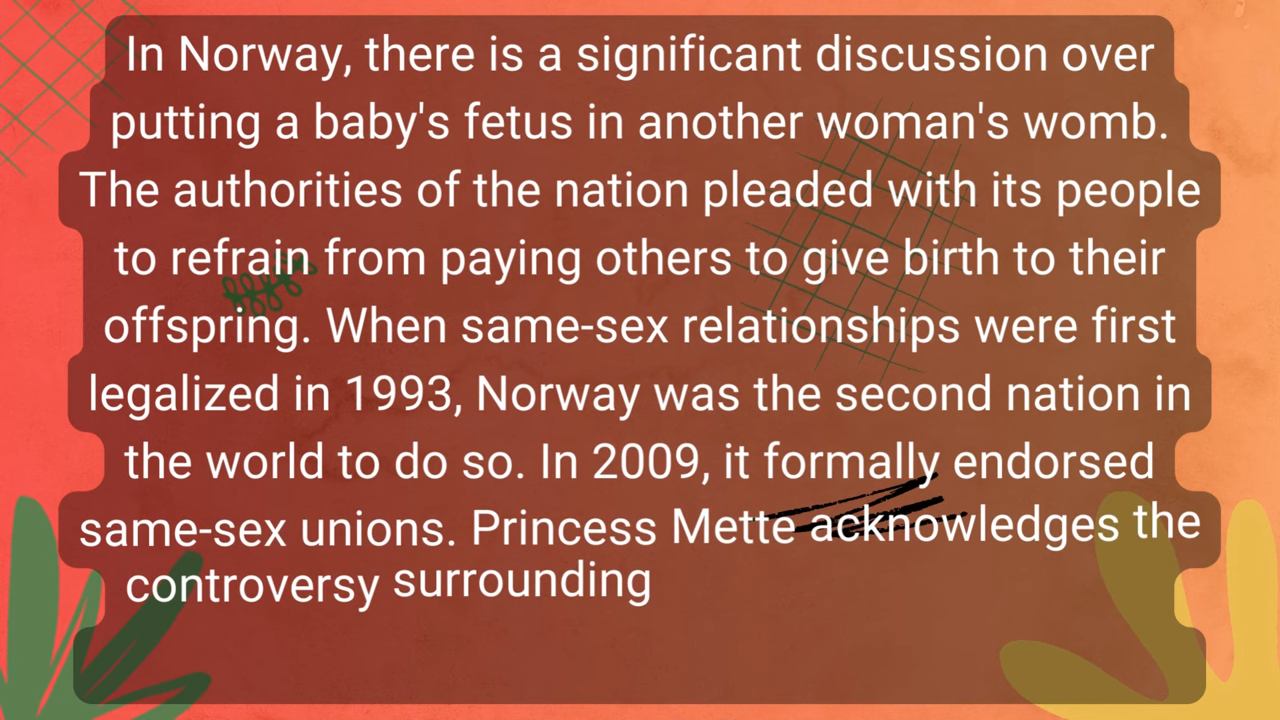 In Norway, there is a significant discussion over
putting a baby's fetus in another woman's womb.
The authorities of the nation pleaded with its people
to refrain from paying others to give birth to their
offspring. When same-sex relationships were first
legalized in 1993, Norway was the second nation in
the world to do so. In 2009, it formally endorsed
same-sex unions. Princess Mette acknowledges the
controversy surrounding